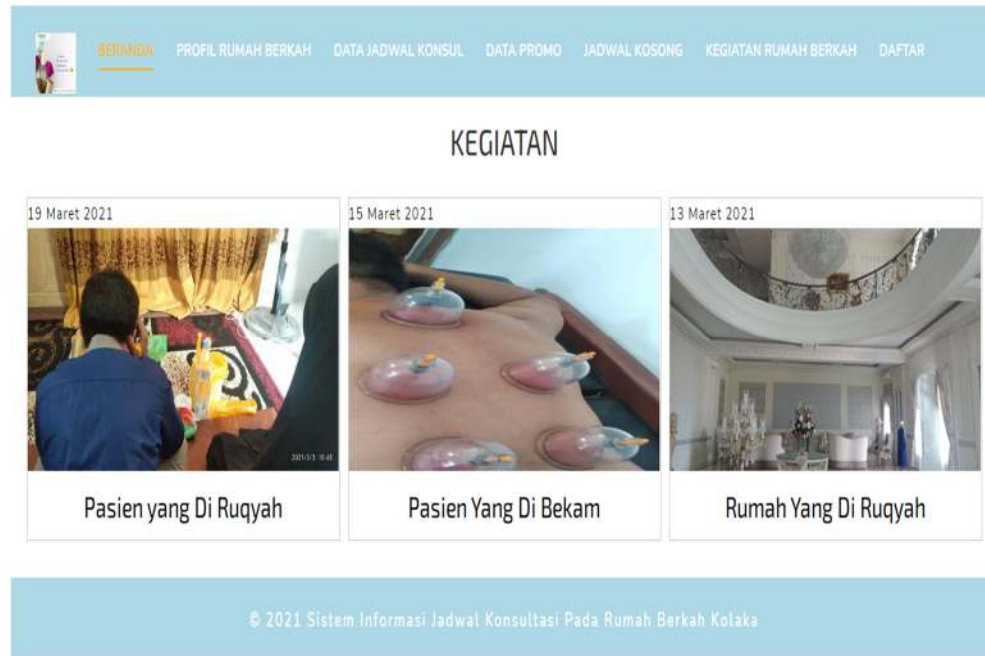 BERANDA PROFIL RUMAH BERKAH DATA JADWAL KONSUL DATA PROMO JADWAL KOSONG KEGIATAN RUMAH BERKAH DAFTAR
KEGIATAN
19 Maret 2021
Pasien yang Di Ruqyah
15 Maret 2021
Pasien Yang Di Bekam
13 Maret 2021
Rumah Yang Di Ruqyah
© 2021 Sistem Informasi Jadwal Konsultasi Pada Rumah Berkah Kolaka